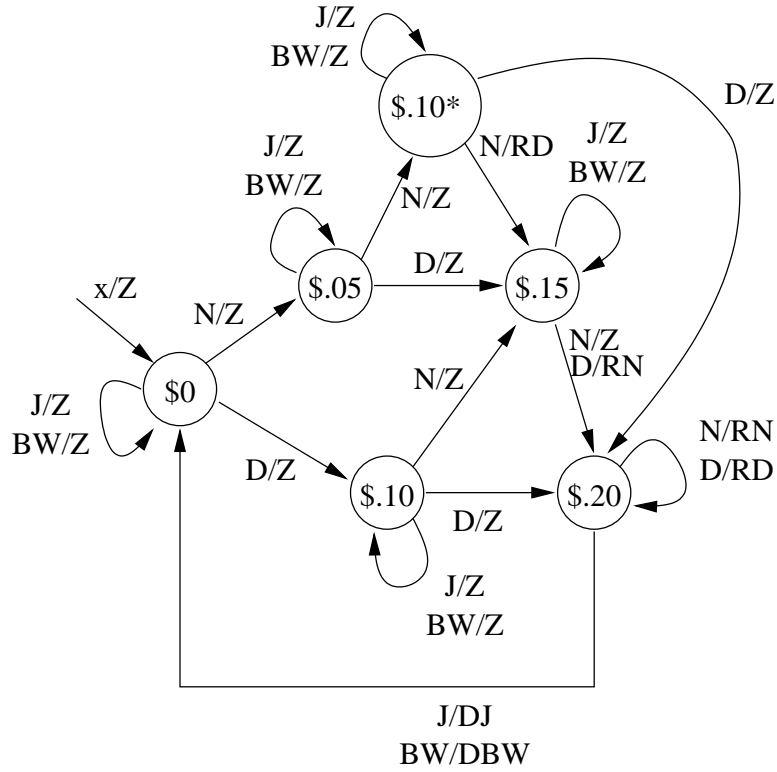 J/Z
BW/Z
$.10*
D/Z
J/Z
BW/Z
N/RD
J/Z
BW/Z
N/Z
$.05
D/Z
$.15
x/Z
N/Z
N/Z
D/RN
$0
N/Z
J/Z
BW/Z
D/Z
$.10
D/Z
$.20
N/RN
D/RD
J/Z
BW/Z
J/DJ
BW/DBW